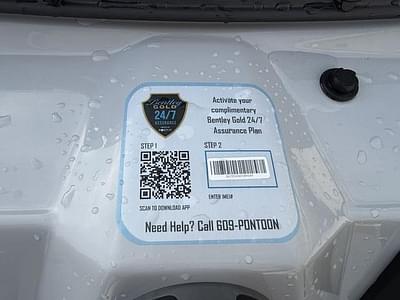 Bentley
GOLD
24/7
ASSURANCE
Activate your
complimentary
Bentley Gold 24/7
Assurance Plan
STEP 1
STEP 2
SCAN TO DOWNLOAD APP
ENTER IMEI#
Need Help? Call 609-PONTOON